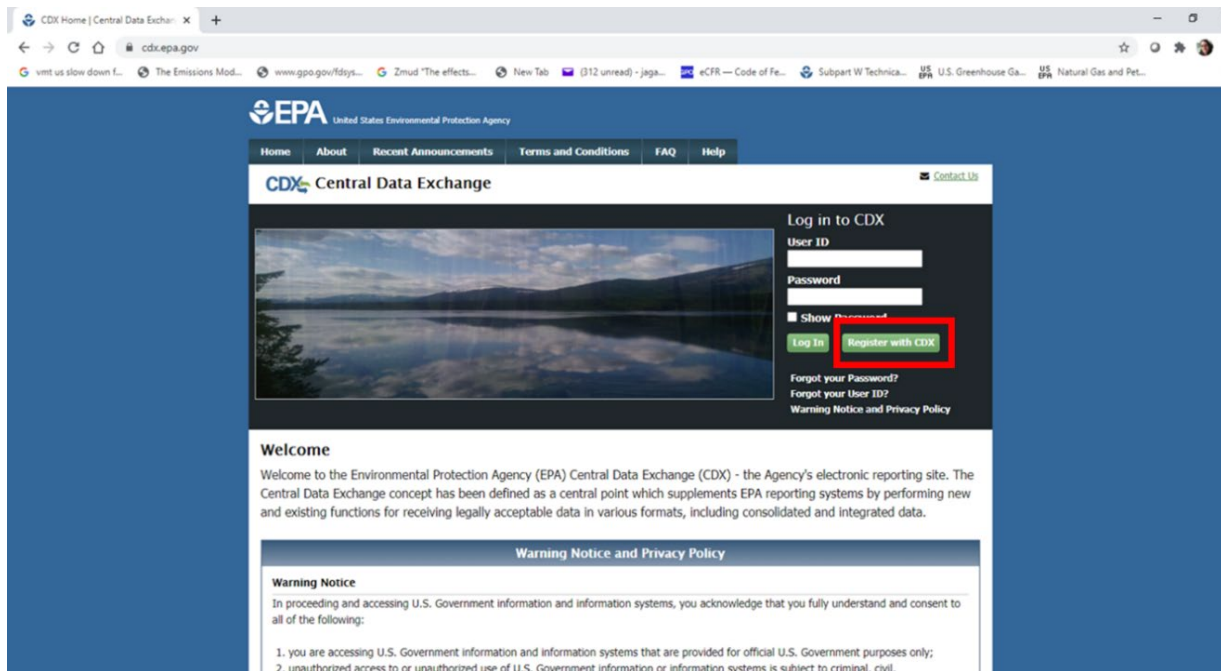 CDX Home | Central Data Exchan
cdx.epa.gov
vmt us slow down f... The Emissions Mod... www.gpo.gov/fdsys... Zmud "The effects... New Tab (312 unread) - jaga... GPO eCFR — Code of Fe... Subpart W Technica... US EPA U.S. Greenhouse Ga... US EPA Natural Gas and Pet...
EPA United States Environmental Protection Agency
Home About Recent Announcements Terms and Conditions FAQ Help
CDX Central Data Exchange Contact Us
Log in to CDX
User ID
Password
Show Password
Log In Register with CDX
Forgot your Password?
Forgot your User ID?
Warning Notice and Privacy Policy
Welcome
Welcome to the Environmental Protection Agency (EPA) Central Data Exchange (CDX) - the Agency's electronic reporting site. The
Central Data Exchange concept has been defined as a central point which supplements EPA reporting systems by performing new
and existing functions for receiving legally acceptable data in various formats, including consolidated and integrated data.
Warning Notice and Privacy Policy
Warning Notice
In proceeding and accessing U.S. Government information and information systems, you acknowledge that you fully understand and consent to
all of the following:
1. you are accessing U.S. Government information and information systems that are provided for official U.S. Government purposes only;
2. unauthorized access to or unauthorized use of U.S. Government information or information systems is subject to criminal, civil,